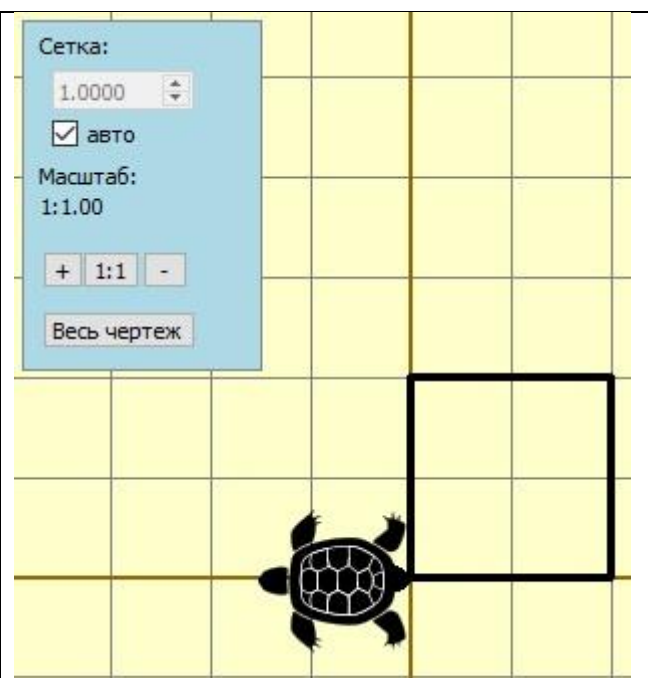 Сетка:
1.0000
авто
Масштаб:
1:1.00
+ 1:1 -
Весь чертеж